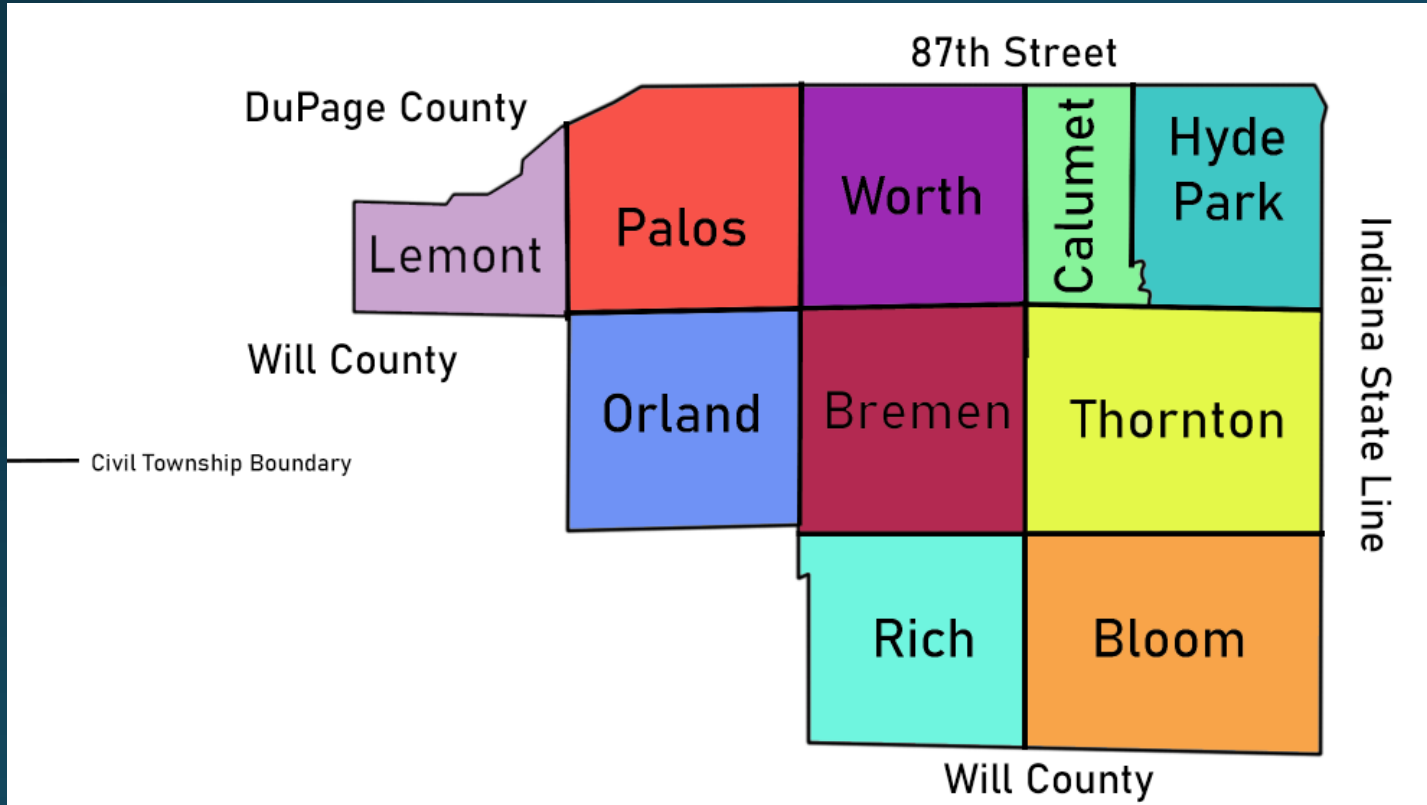 87th Street
DuPage County
Hyde
Park
Calumet
Worth
Palos
Lemont
Indiana State Line
Will County
Orland
Bremen
Thornton
Civil Township Boundary
Rich
Bloom
Will County